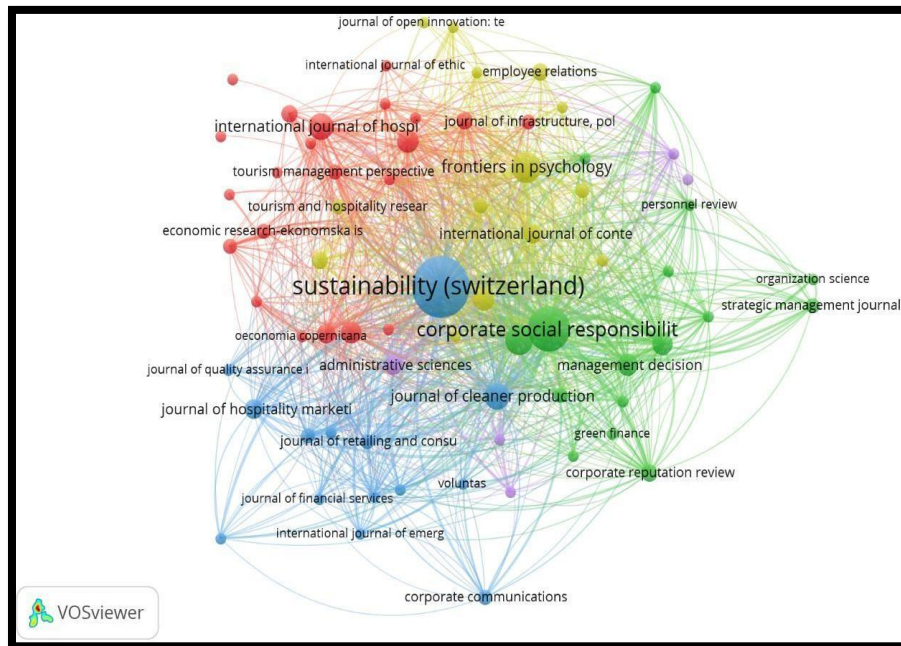 journal of open innovation: te
international journal of ethic
employee relations
international journal of hospi
journal of infrastructure, pol
tourism management perspective
frontiers in psychology
tourism and hospitality resear
personnel review
economic research-ekonomska is
international journal of conte
organization science
sustainability (switzerland)
strategic management journal
corporate social responsibilit
oeconomia copernicana
journal of quality assurance i
administrative sciences
management decision
journal of cleaner production
journal of hospitality marketi
green finance
journal of retailing and consu
corporate reputation review
voluntas
journal of financial services
international journal of emerg
corporate communications
VOSviewer